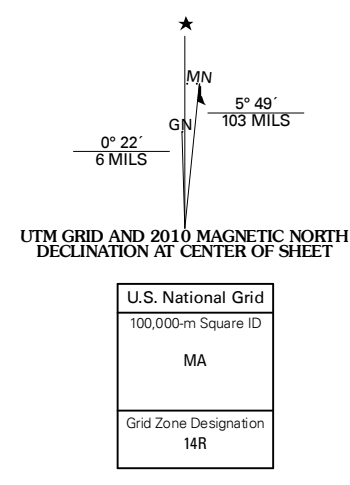 MN
5° 49´
103 MILS
GN
0° 22´
6 MILS
UTM GRID AND 2010 MAGNETIC NORTH
DECLINATION AT CENTER OF SHEET
U.S. National Grid
100,000-m Square ID
MA
Grid Zone Designation
14R